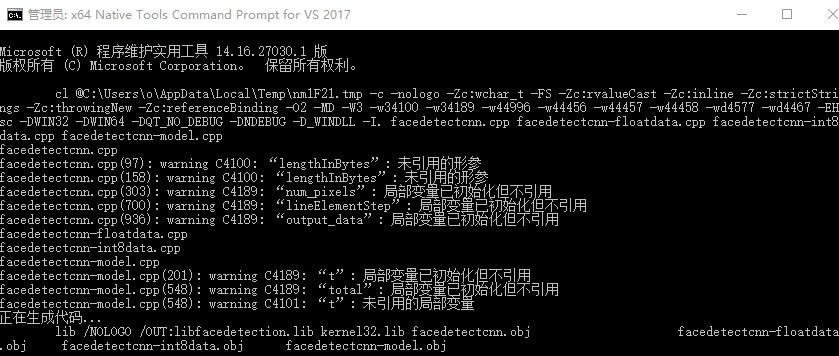 管理员: x64 Native Tools Command Prompt for VS 2017
Microsoft (R) 程序维护实用工具 14.16.27030.1 版
版权所有 (C) Microsoft Corporation。  保留所有权利。
cl @C:\Users\o\AppData\Local\Temp\nm1F21.tmp -c -nologo -Zc:wchar_t -FS -Zc:rvalueCast -Zc:inline -Zc:strictStri
ngs -Zc:throwingNew -Zc:referenceBinding -O2 -MD -W3 -w34100 -w34189 -w44996 -w44456 -w44457 -w44458 -wd4577 -wd4467 -EH
sc -DWIN32 -DWIN64 -DQT_NO_DEBUG -DNDEBUG -D_WINDLL -I. facedetectcnn.cpp facedetectcnn-floatdata.cpp facedetectcnn-int8
data.cpp facedetectcnn-model.cpp
facedetectcnn.cpp
facedetectcnn.cpp(97): warning C4100: “lengthInBytes”: 未引用的形参
facedetectcnn.cpp(158): warning C4100: “lengthInBytes”: 未引用的形参
facedetectcnn.cpp(303): warning C4189: “num_pixels”: 局部变量已初始化但不引用
facedetectcnn.cpp(700): warning C4189: “lineElementStep”: 局部变量已初始化但不引用
facedetectcnn.cpp(936): warning C4189: “output_data”: 局部变量已初始化但不引用
facedetectcnn-floatdata.cpp
facedetectcnn-int8data.cpp
facedetectcnn-model.cpp
facedetectcnn-model.cpp(201): warning C4189: “t”: 局部变量已初始化但不引用
facedetectcnn-model.cpp(548): warning C4189: “total”: 局部变量已初始化但不引用
facedetectcnn-model.cpp(548): warning C4101: “t”: 未引用的局部变量
正在生成代码...
lib /NOLOGO /OUT:libfacedetection.lib kernel32.lib facedetectcnn.obj facedetectcnn-floatdata
.obj facedetectcnn-int8data.obj facedetectcnn-model.obj